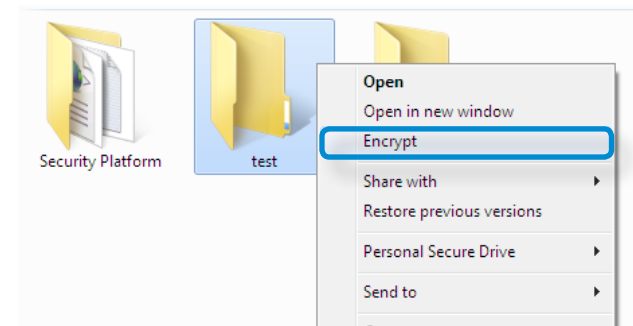 Security Platform
test
Open
Open in new window
Encrypt
Share with
Restore previous versions
Personal Secure Drive
Send to